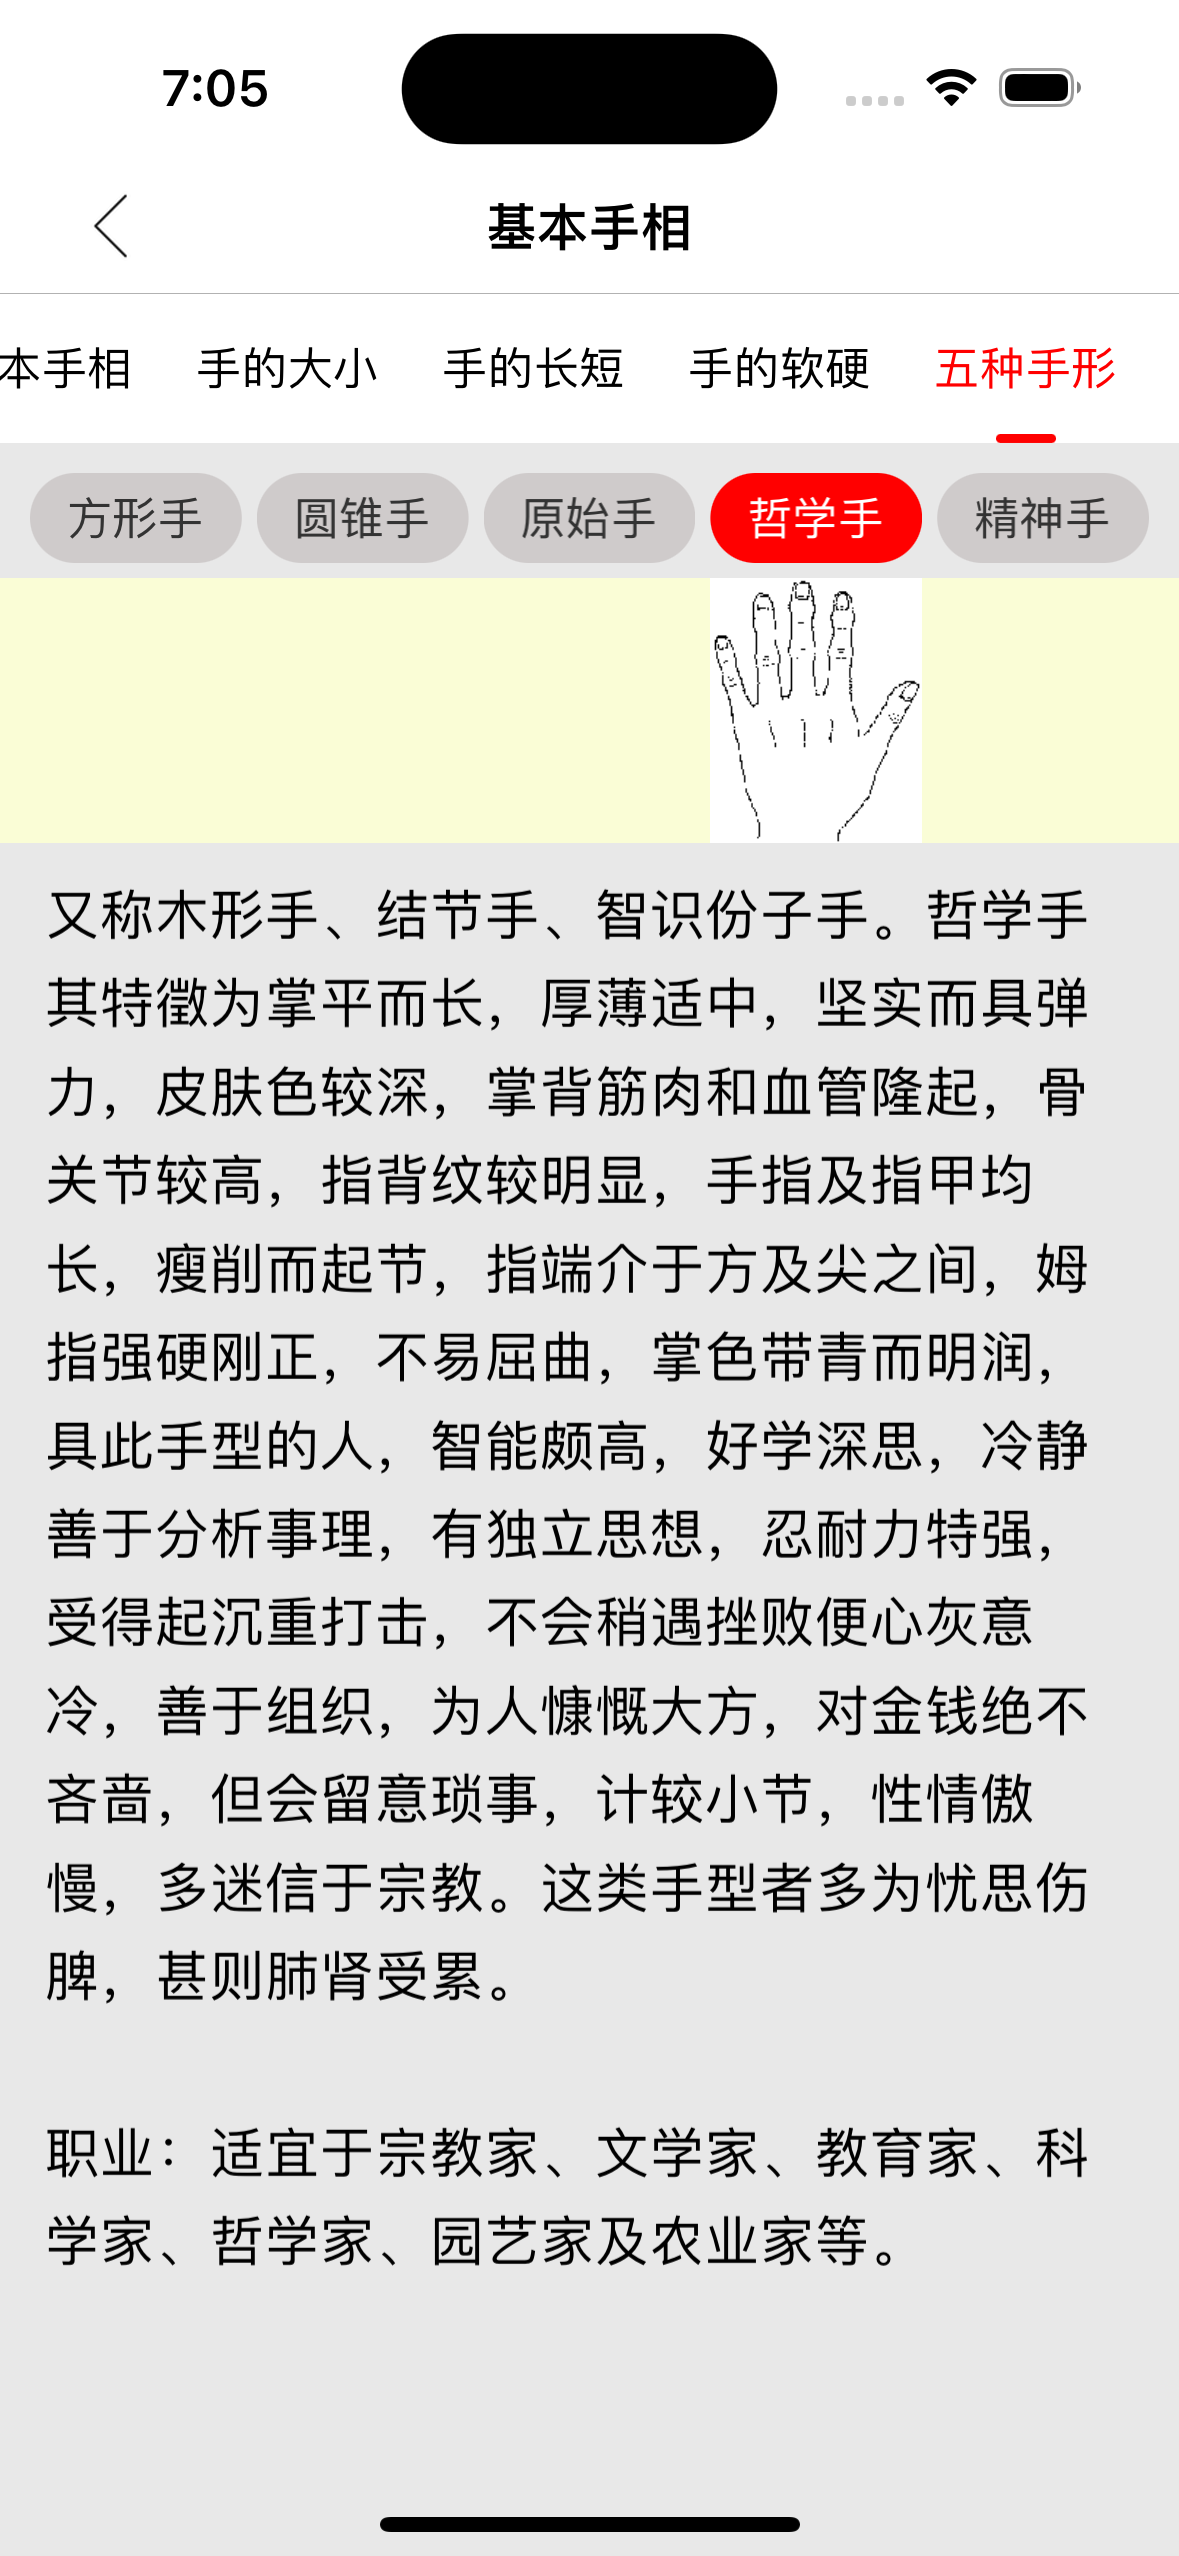 7:05
基本手相
本手相 手的大小 手的长短 手的软硬 五种手形
方形手 圆锥手 原始手 哲学手 精神手
又称木形手、结节手、智识份子手。哲学手
其特徵为掌平而长，厚薄适中，坚实而具弹
力，皮肤色较深，掌背筋肉和血管隆起，骨
关节较高，指背纹较明显，手指及指甲均
长，瘦削而起节，指端介于方及尖之间，姆
指强硬刚正，不易屈曲，掌色带青而明润，
具此手型的人，智能颇高，好学深思，冷静
善于分析事理，有独立思想，忍耐力特强，
受得起沉重打击，不会稍遇挫败便心灰意
冷，善于组织，为人慷慨大方，对金钱绝不
吝啬，但会留意琐事，计较小节，性情傲
慢，多迷信于宗教。这类手型者多为忧思伤
脾，甚则肺肾受累。
职业：适宜于宗教家、文学家、教育家、科
学家、哲学家、园艺家及农业家等。